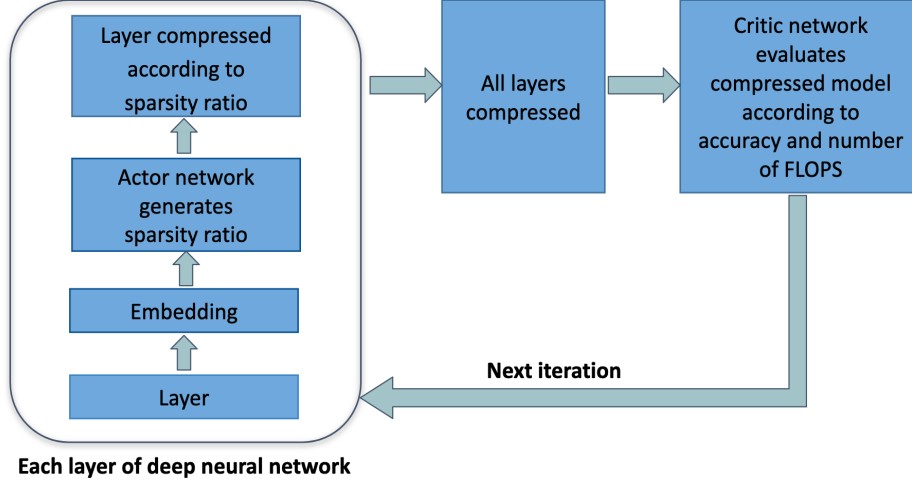 Layer compressed
according to
sparsity ratio
Actor network
generates
sparsity ratio
Embedding
Layer
Each layer of deep neural network
All layers
compressed
Critic network
evaluates
compressed model
according to
accuracy and number
of FLOPS
Next iteration